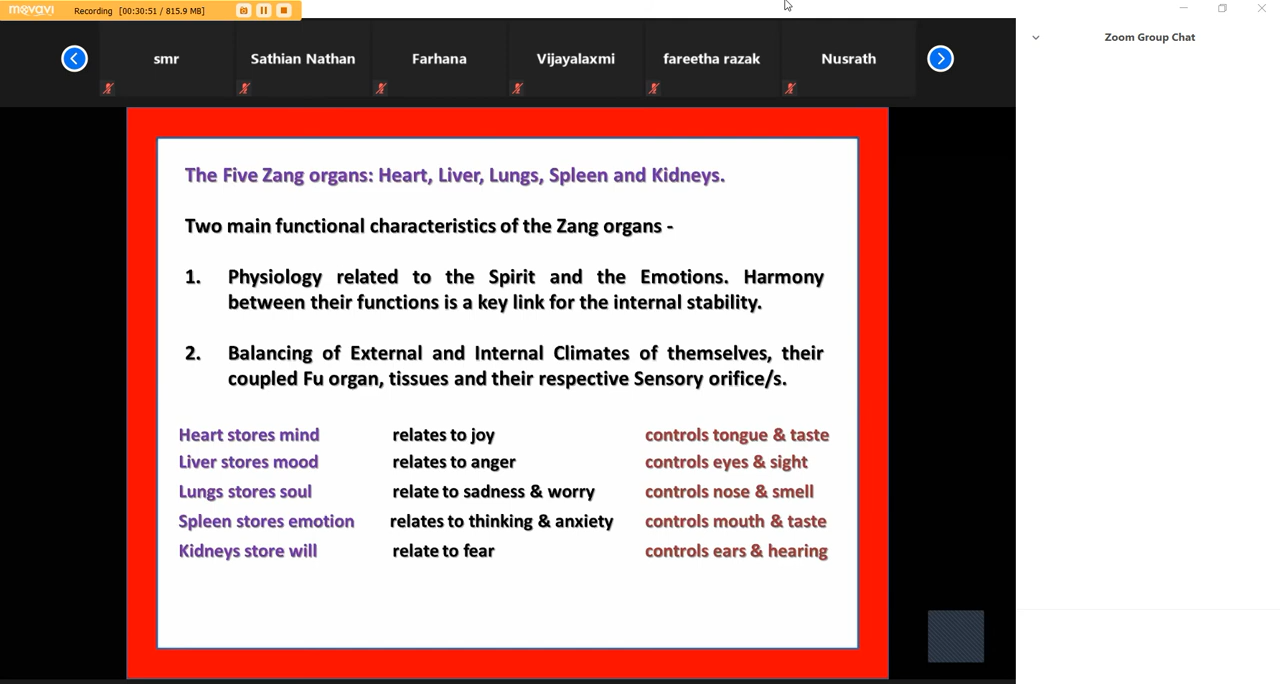 movavi Recording [00:30:51 / 815.9 MB]
Zoom Group Chat
smr Sathian Nathan Farhana Vijayalaxmi fareetha razak Nusrath
The Five Zang organs: Heart, Liver, Lungs, Spleen and Kidneys.
Two main functional characteristics of the Zang organs -
1. Physiology related to the Spirit and the Emotions. Harmony
between their functions is a key link for the internal stability.
2. Balancing of External and Internal Climates of themselves, their
coupled Fu organ, tissues and their respective Sensory orifice/s.
Heart stores mind relates to joy controls tongue & taste
Liver stores mood relates to anger controls eyes & sight
Lungs stores soul relate to sadness & worry controls nose & smell
Spleen stores emotion relates to thinking & anxiety controls mouth & taste
Kidneys store will relate to fear controls ears & hearing